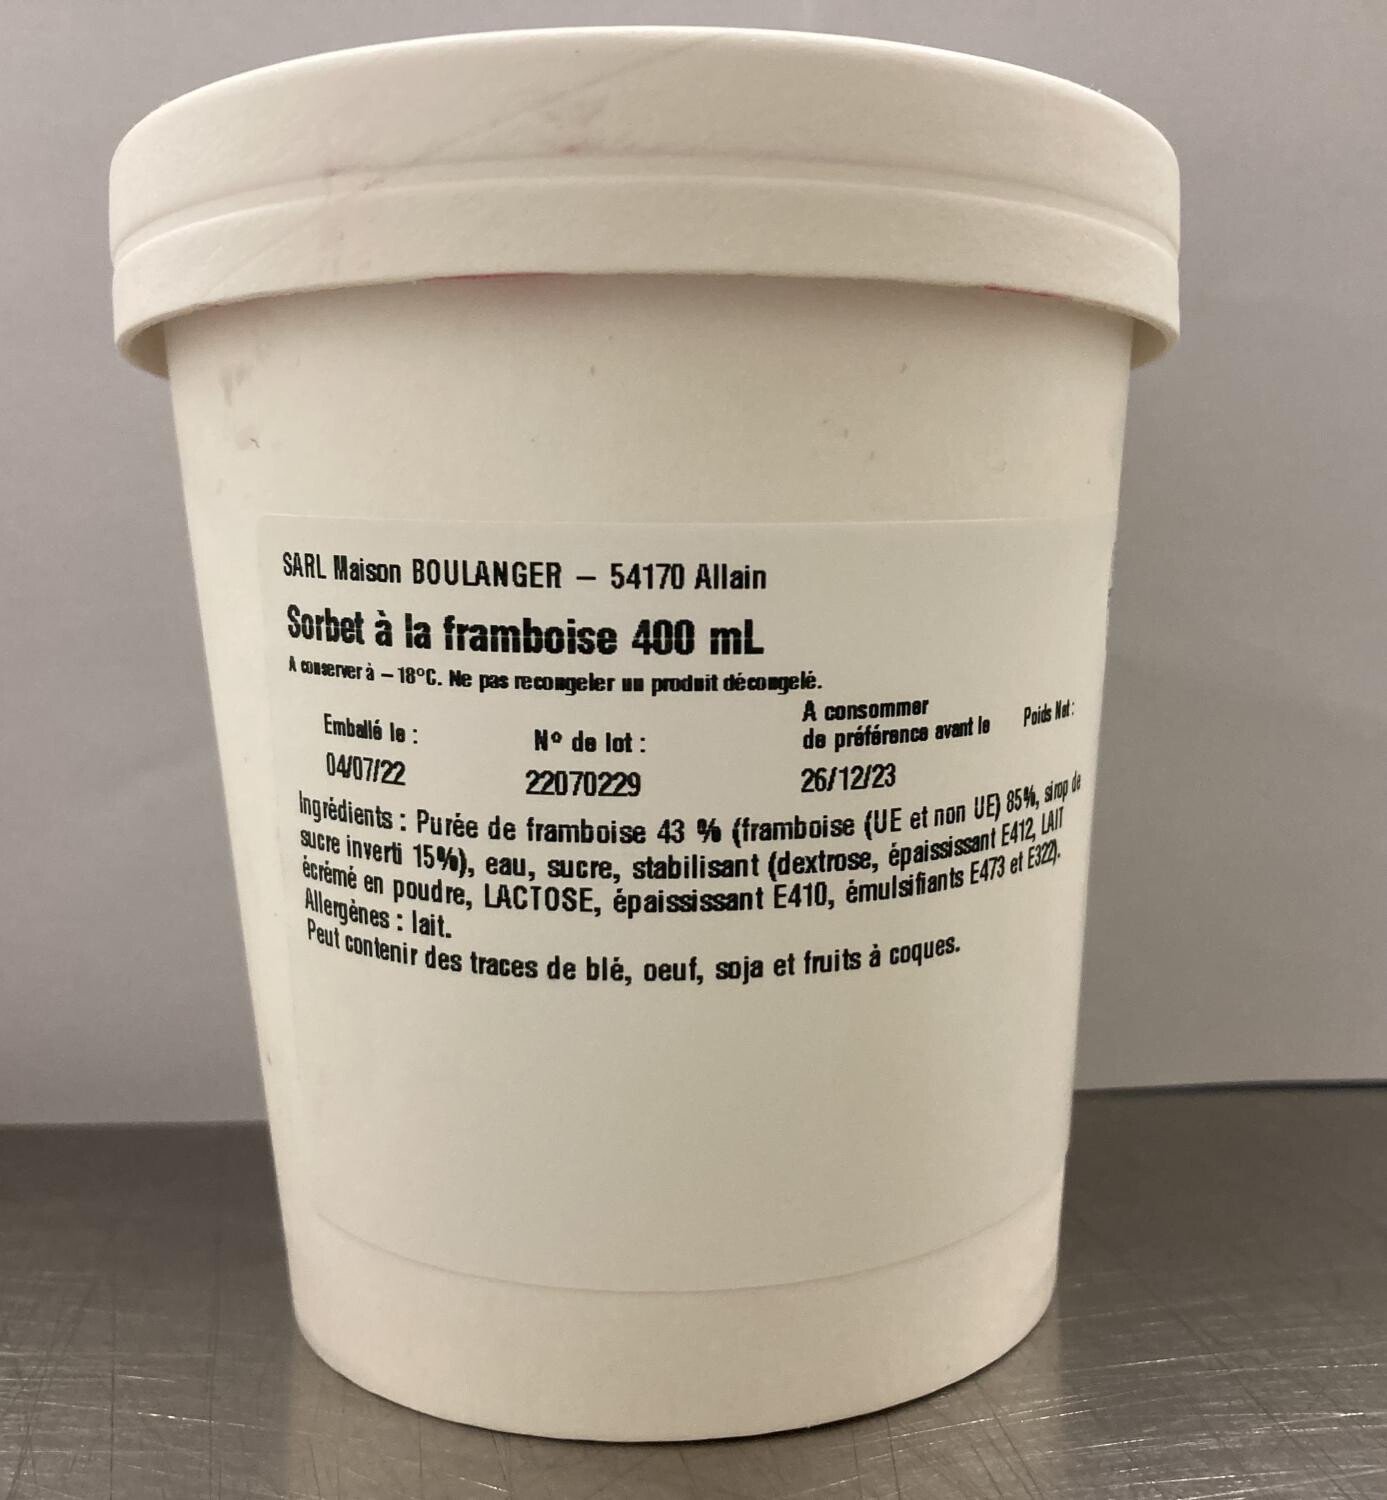 SARL Maison BOULANGER – 54170 Allain
Sorbet à la framboise 400 mL
A conserver à – 18°C. Ne pas recongeler un produit décongelé.
Emballé le : N° de lot : A consommer de préférence avant le Poids Net :
04/07/22 22070229 26/12/23
Ingrédients : Purée de framboise 43 % (framboise (UE et non UE) 85%, sirop de
sucre inverti 15%), eau, sucre, stabilisant (dextrose, épaississant E412, LAIT
écrémé en poudre, LACTOSE, épaississant E410, émulsifiants E473 et E322).
Allergènes : lait.
Peut contenir des traces de blé, oeuf, soja et fruits à coques.